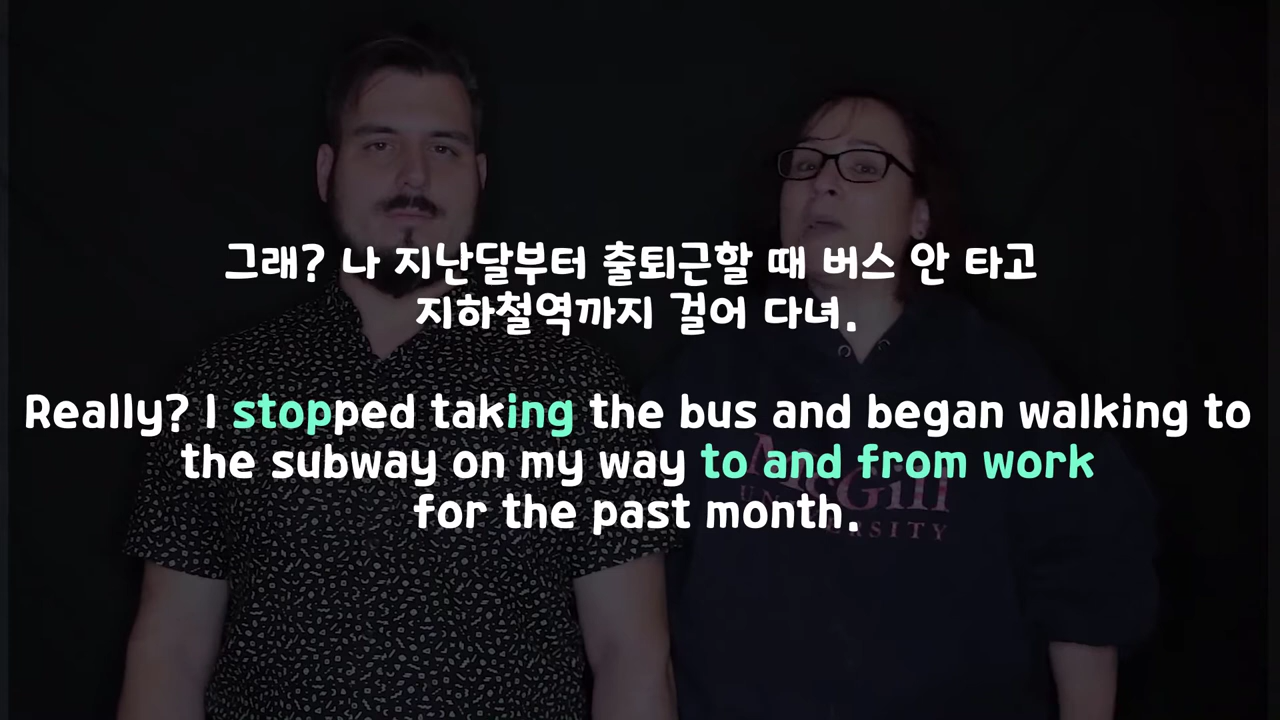 그래? 나 지난달부터 출퇴근할 때 버스 안 타고
지하철역까지 걸어 다녀.
Really? I stopped taking the bus and began walking to
the subway on my way to and from work
for the past month.
McGill
UNIVERSITY